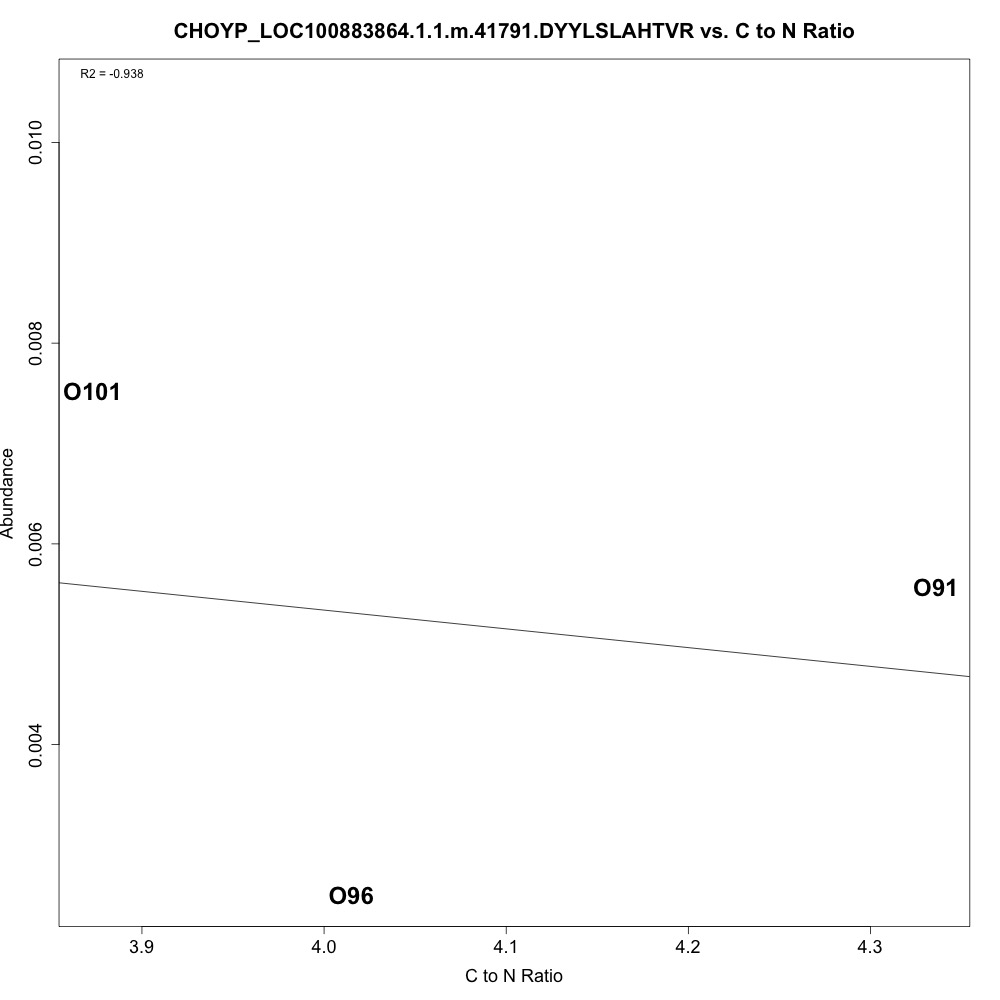 CHOYP_LOC100883864.1.1.m.41791.DYYLSLAHTVR vs. C to N Ratio
R2 = -0.938
0.010
0.008
0.006
0.004
Abundance
O101
O91
O96
3.9 4.0 4.1 4.2 4.3
C to N Ratio